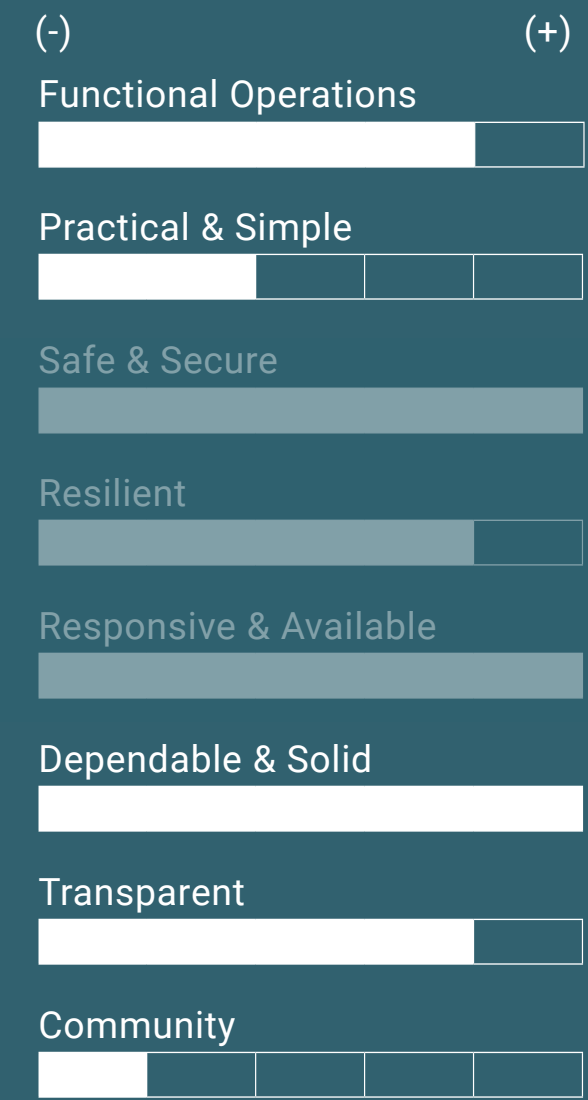 (-) (+)
Functional Operations
Practical & Simple
Safe & Secure
Resilient
Responsive & Available
Dependable & Solid
Transparent
Community